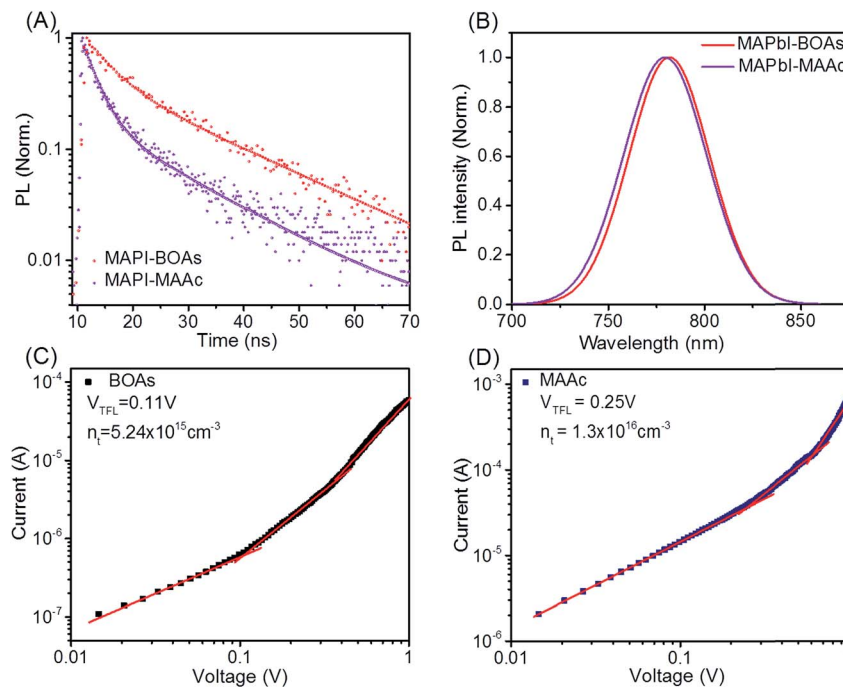 (A)
1
0.1
0.01
PL (Norm.)
MAPI-BOAs
MAPI-MAAc
10 20 30 40 50 60 70
Time (ns)
(B)
1.0
0.8
0.6
0.4
0.2
0.0
PL intensity (Norm.)
MAPbI-BOAs
MAPbI-MAAc
700 750 800 850
Wavelength (nm)
(C)
10⁻⁴
10⁻⁵
10⁻⁶
10⁻⁷
Current (A)
BOAs
V_TFL=0.11V
n_t=5.24x10¹⁵cm⁻³
0.01 0.1 1
Voltage (V)
(D)
10⁻³
10⁻⁴
10⁻⁵
10⁻⁶
Current (A)
MAAc
V_TFL = 0.25V
n_t = 1.3x10¹⁶cm⁻³
0.01 0.1
Voltage (V)